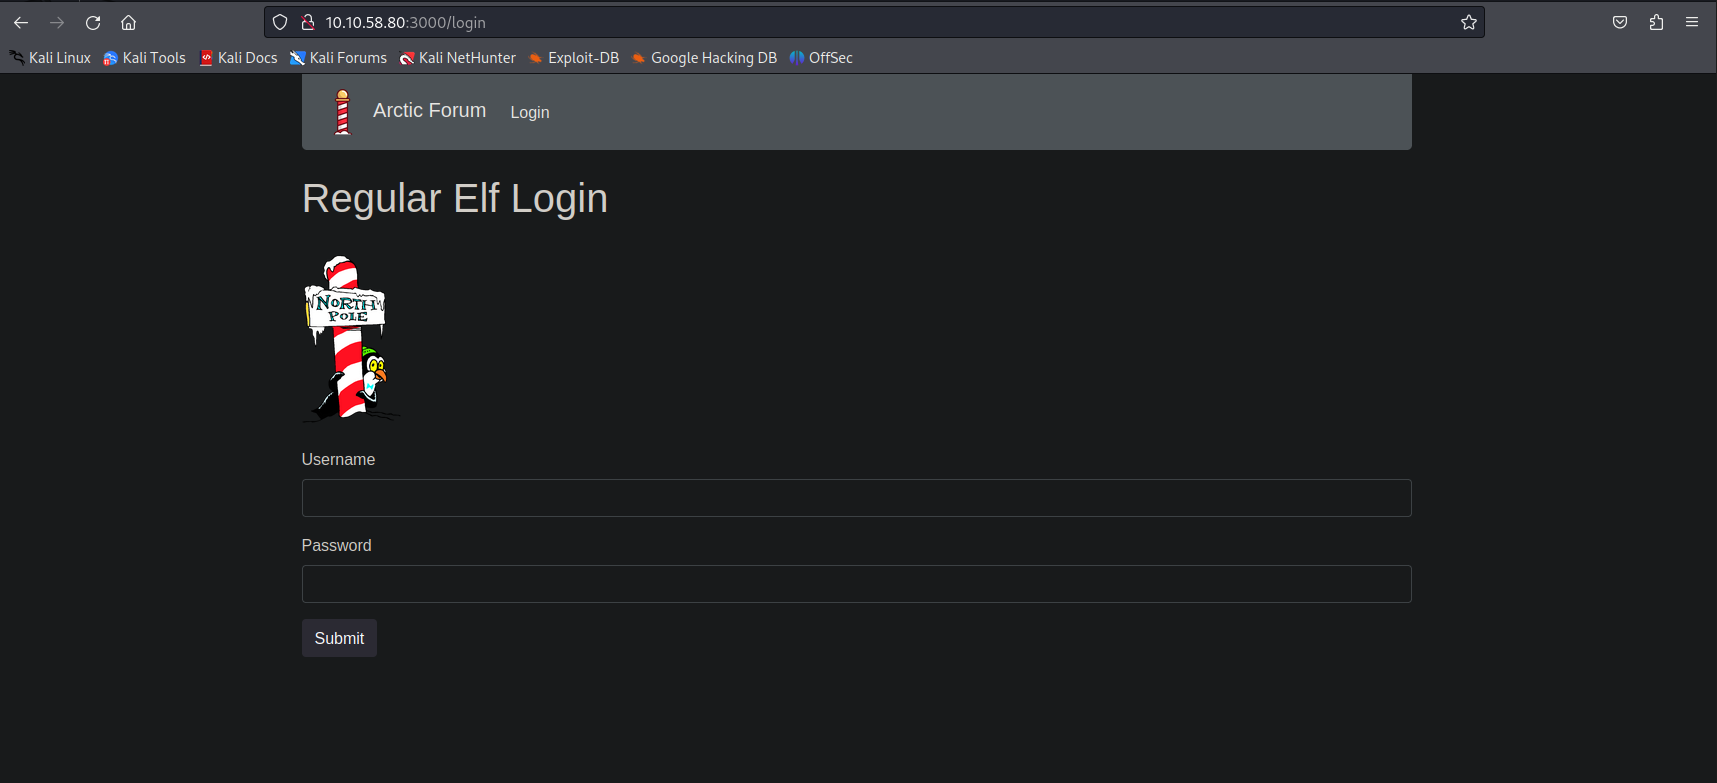 10.10.58.80:3000/login
Kali Linux Kali Tools Kali Docs Kali Forums Kali NetHunter Exploit-DB Google Hacking DB OffSec
Arctic Forum Login
Regular Elf Login
NORTH
POLE
Username
Password
Submit